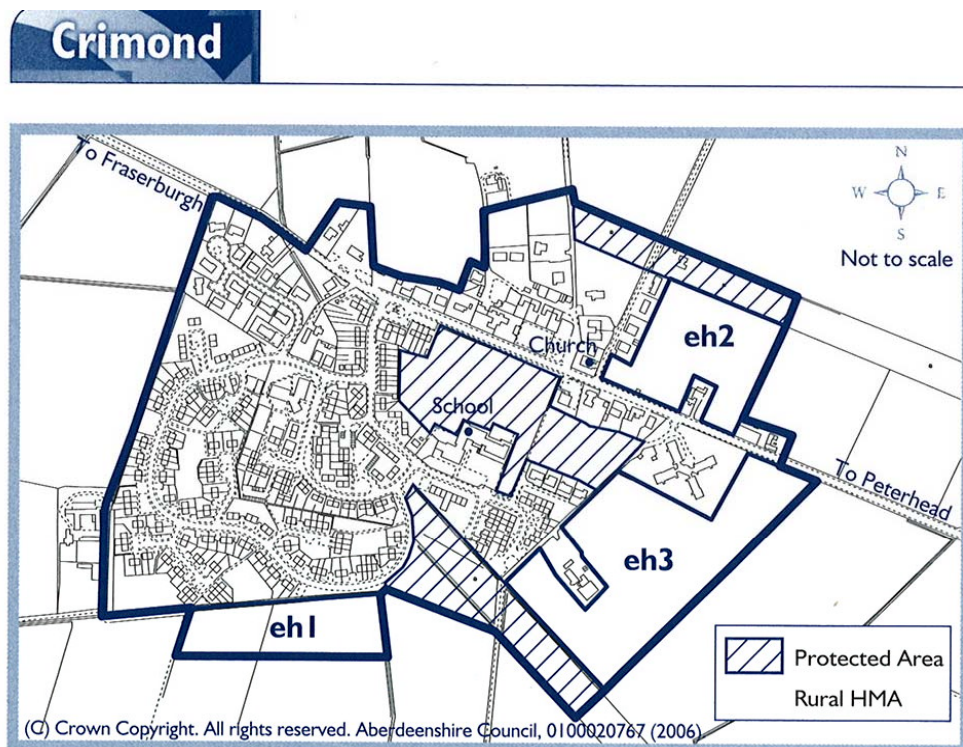 Crimond
To Fraserburgh
N
W E
S
Not to scale
eh2
Church
School
To Peterhead
eh3
eh1
Protected Area
Rural HMA
(C) Crown Copyright. All rights reserved. Aberdeenshire Council, 0100020767 (2006)